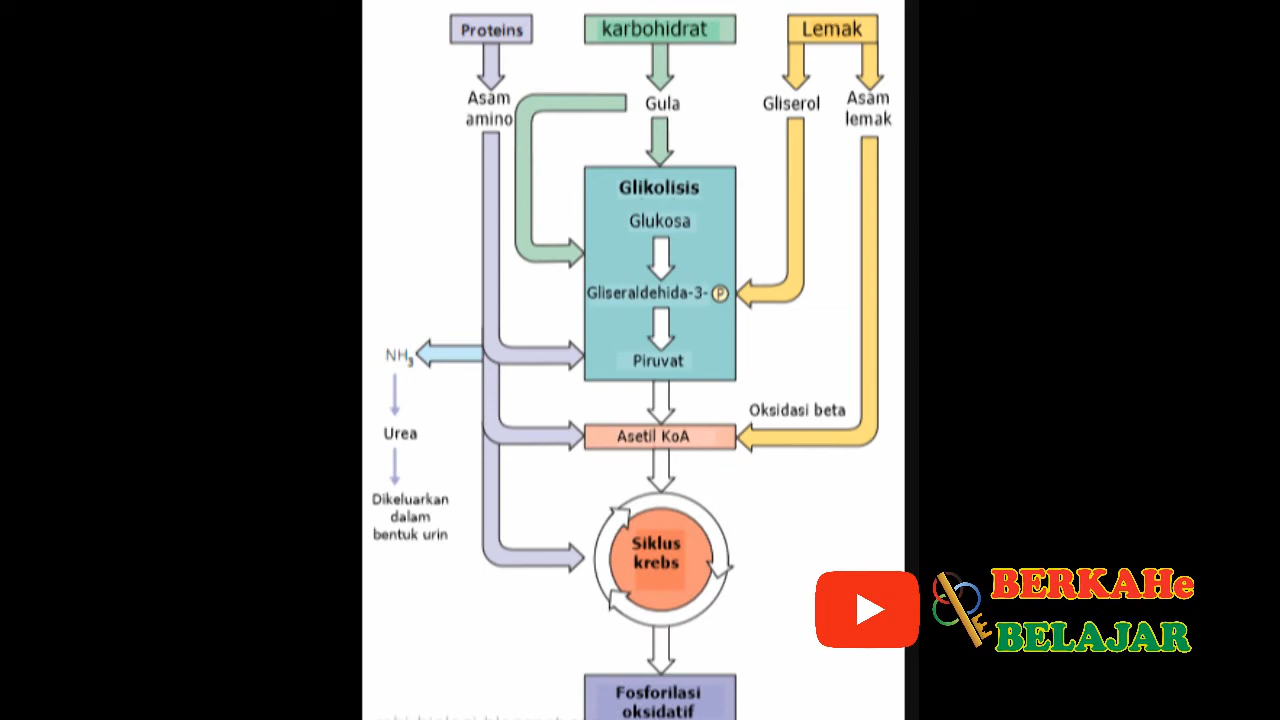 Proteins
karbohidrat
Lemak
Asam
amino
Gula
Gliserol
Asam
lemak
Glikolisis
Glukosa
Gliseraldehida-3-P
NH3
Piruvat
Oksidasi beta
Urea
Asetil KoA
Dikeluarkan
dalam
bentuk urin
Siklus
krebs
BERKAHe
BELAJAR
Fosforilasi
oksidatif